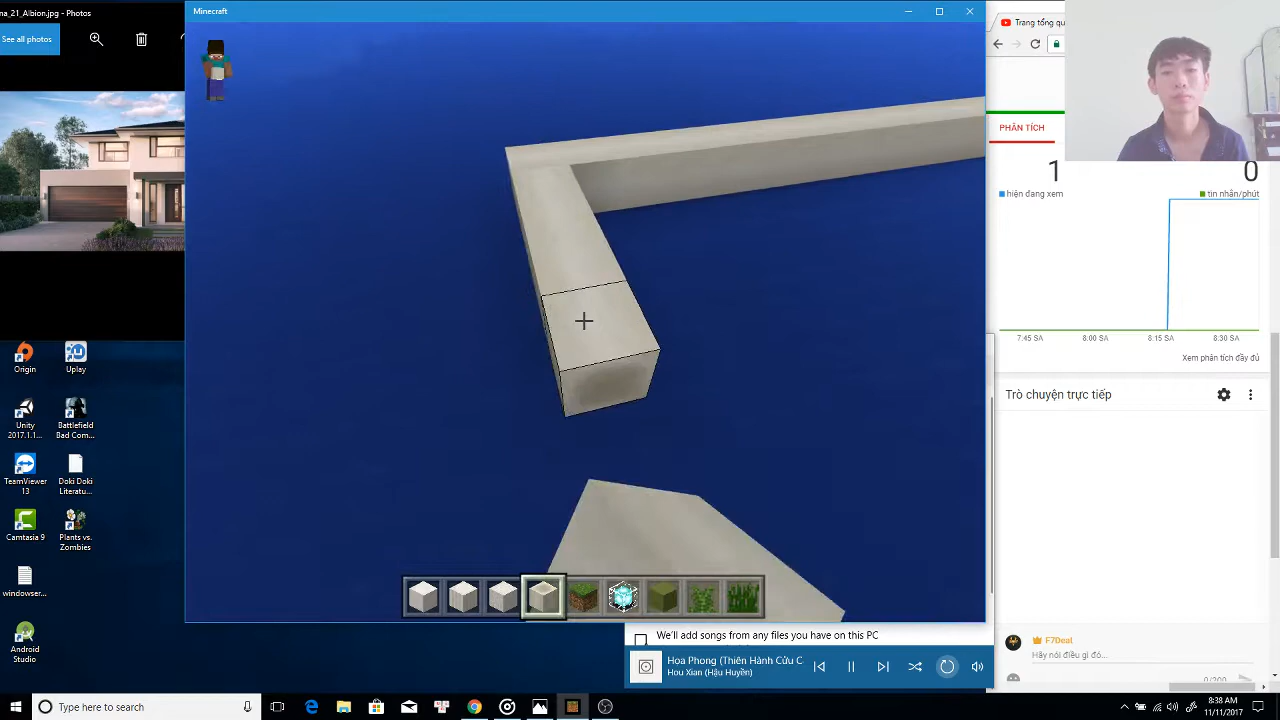 ma_21_Albion.jpg - Photos
See all photos
Minecraft
Trang tổng qu
PHÂN TÍCH
1
0
hiện đang xem
tin nhắn/phút
7:45 SA
8:00 SA
8:15 SA
8:30 SA
Xem phân tích đầy đủ
Trò chuyện trực tiếp
Origin
Uplay
Unity 2017.1.1...
Battlefield Bad Com...
TeamViewer 13
Doki Doki Literatu...
Camtasia 9
Plants vs. Zombies
windowser...
Android Studio
We'll add songs from any files you have on this PC
Hoa Phong (Thiên Hành Cửu C
Hou Xian (Hậu Huyền)
F7Deat
Hãy nói điều gì đó...
0/200
Type here to search
8:38 AM
11/11/2017